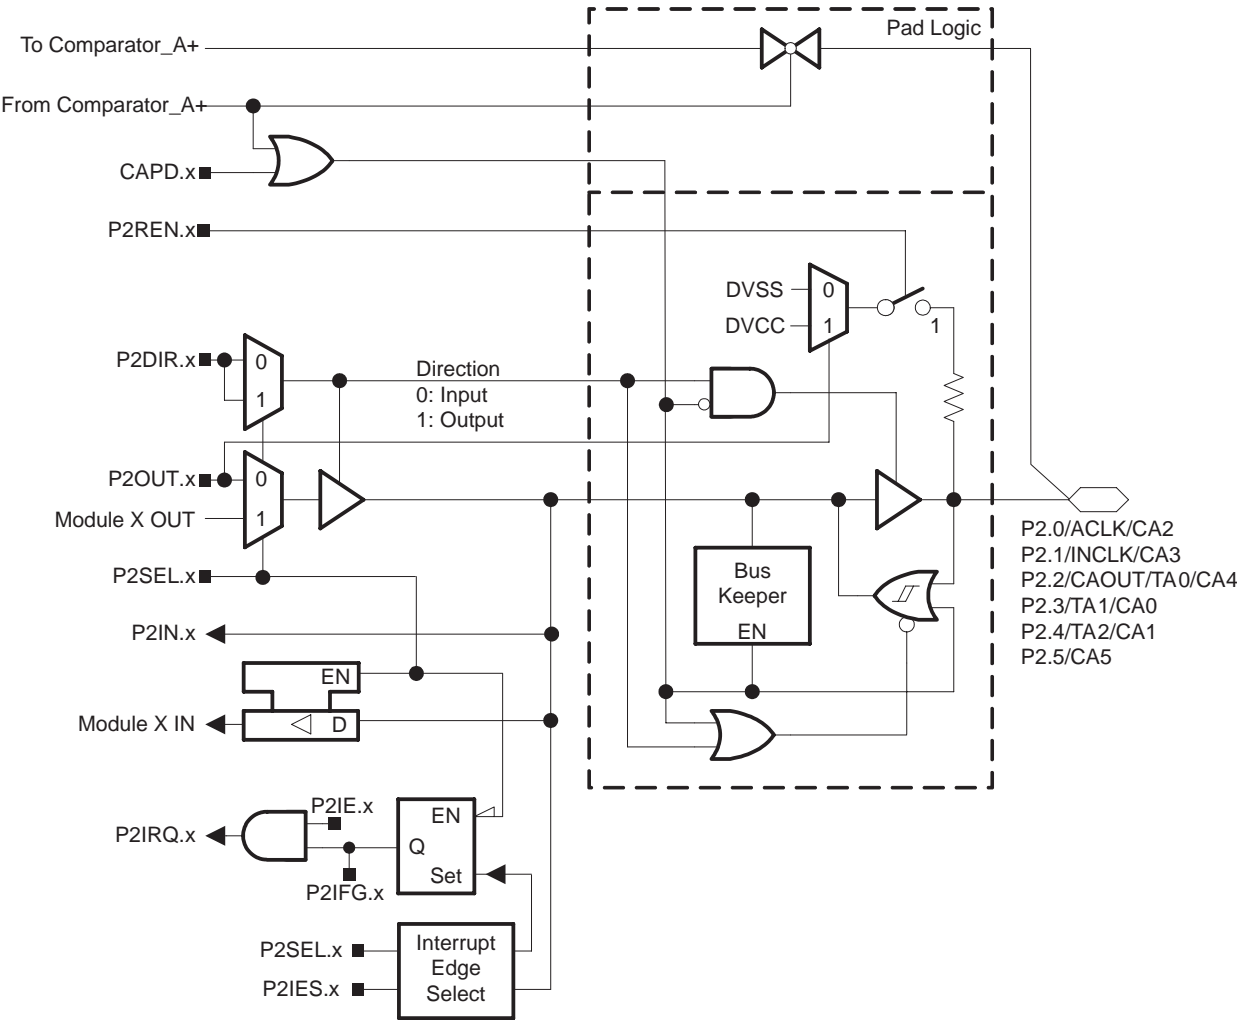 Pad Logic
To Comparator_A+
From Comparator_A+
CAPD.x
P2REN.x
DVSS
0
DVCC
1
1
P2DIR.x
0
1
Direction
0: Input
1: Output
P2OUT.x
0
Module X OUT
1
P2SEL.x
P2IN.x
EN
Module X IN
D
Bus
Keeper
EN
P2.0/ACLK/CA2
P2.1/INCLK/CA3
P2.2/CAOUT/TA0/CA4
P2.3/TA1/CA0
P2.4/TA2/CA1
P2.5/CA5
P2IE.x
P2IRQ.x
EN
Q
Set
P2IFG.x
P2SEL.x
P2IES.x
Interrupt
Edge
Select